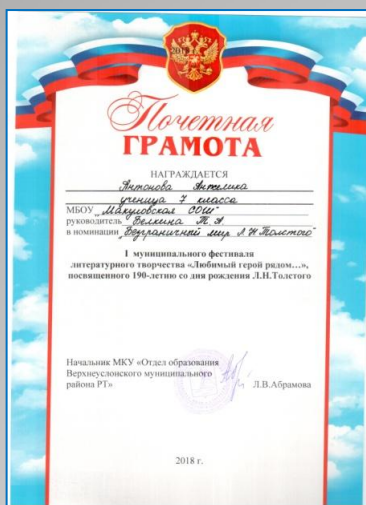 Почетная
ГРАМОТА
НАГРАЖДАЕТСЯ
Антонова Анжелика
ученица 7 класса
МБОУ "Макуловская СОШ"
руководитель Белкина Т.А
в номинации "Безграничный мир Л.Н.Толстого"
I муниципального фестиваля
литературного творчества «Любимый герой рядом…»,
посвященного 190-летию со дня рождения Л.Н.Толстого
Начальник МКУ «Отдел образования
Верхнеуслонского муниципального
района РТ»
Л.В.Абрамова
2018 г.